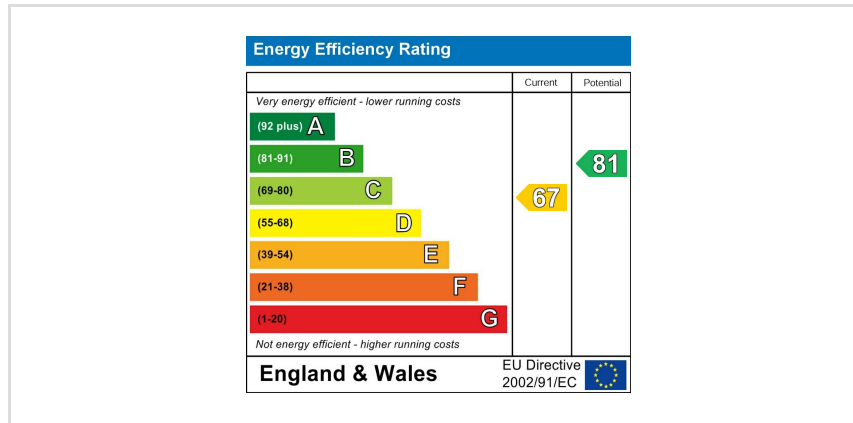 Energy Efficiency Rating
Current Potential
Very energy efficient - lower running costs
(92 plus) A
(81-91) B
81
(69-80) C
67
(55-68) D
(39-54) E
(21-38) F
(1-20) G
Not energy efficient - higher running costs
England & Wales
EU Directive
2002/91/EC